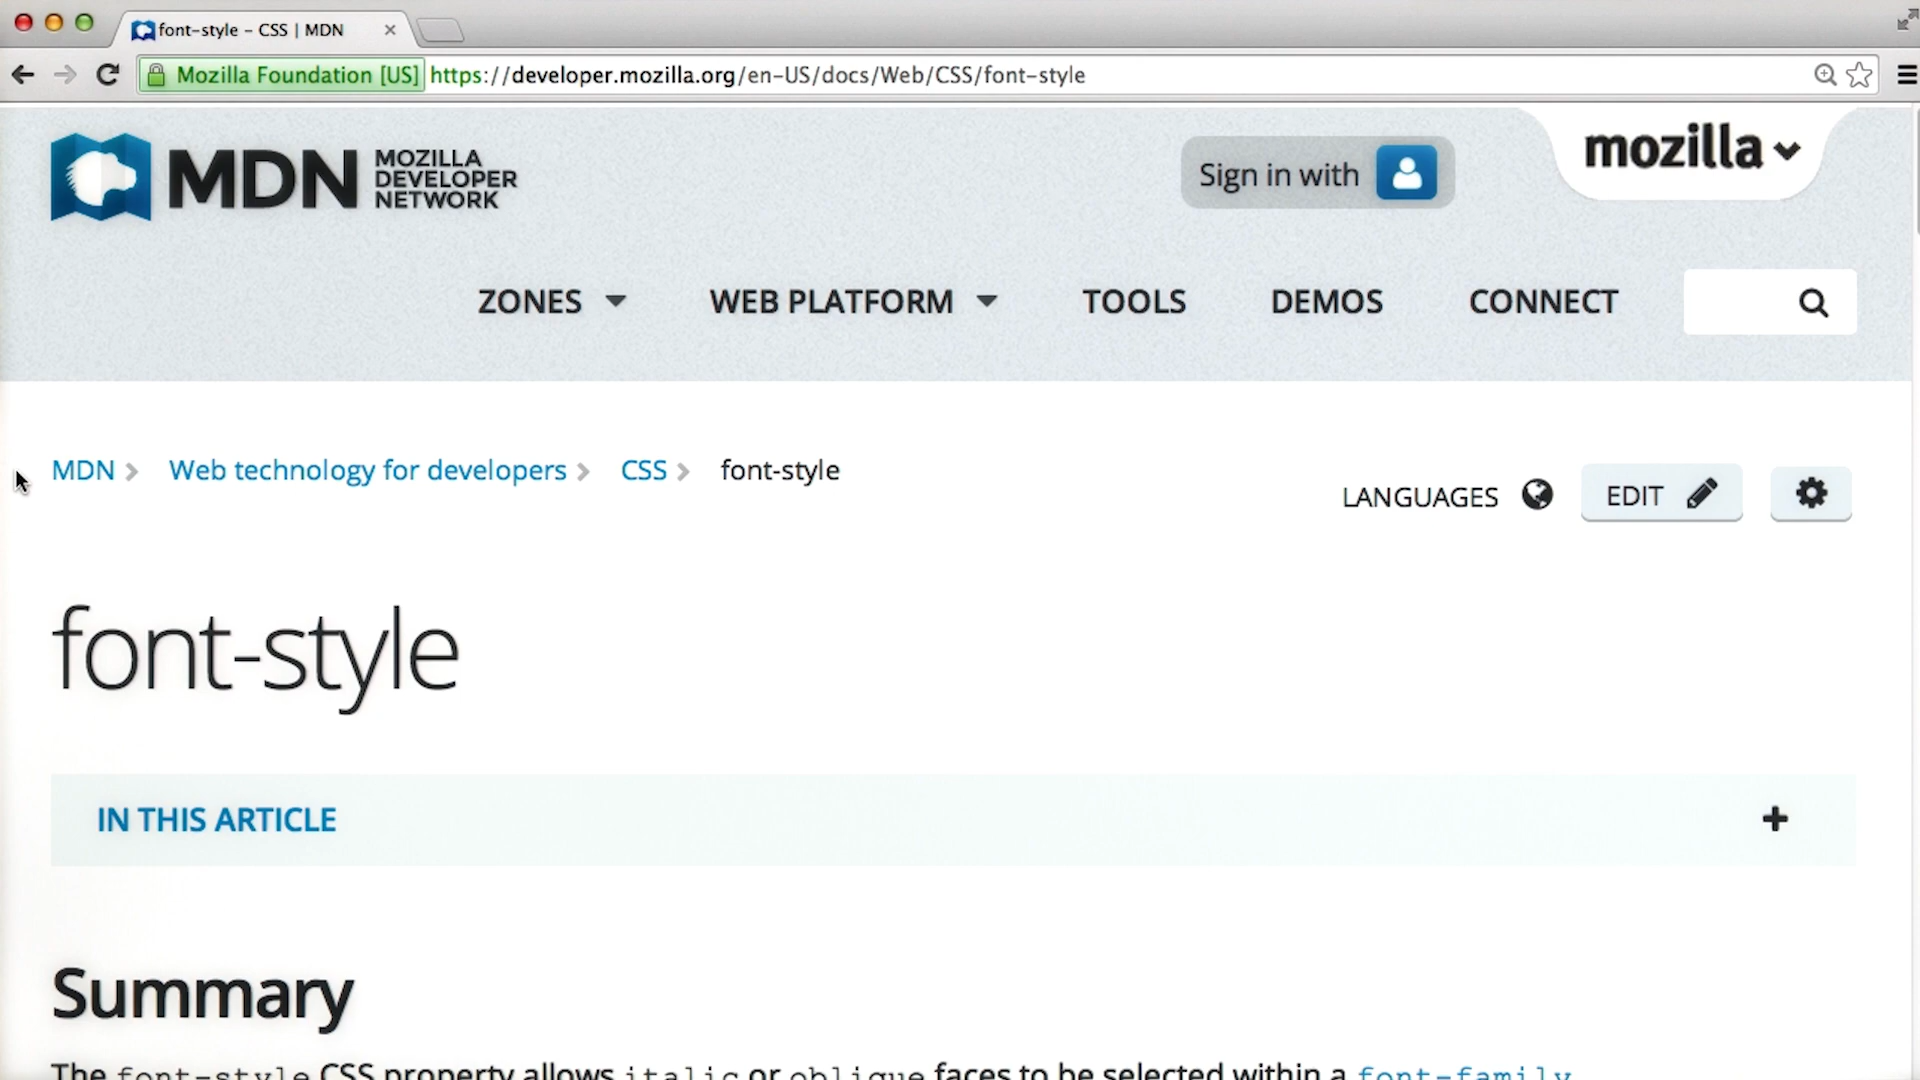 font-style - CSS | MDN
Mozilla Foundation [US] https://developer.mozilla.org/en-US/docs/Web/CSS/font-style
MDN MOZILLA DEVELOPER NETWORK
Sign in with
mozilla
ZONES WEB PLATFORM TOOLS DEMOS CONNECT
MDN Web technology for developers CSS font-style
LANGUAGES EDIT
font-style
IN THIS ARTICLE +
Summary
The font-style CSS property allows italic or oblique faces to be selected within a font-family